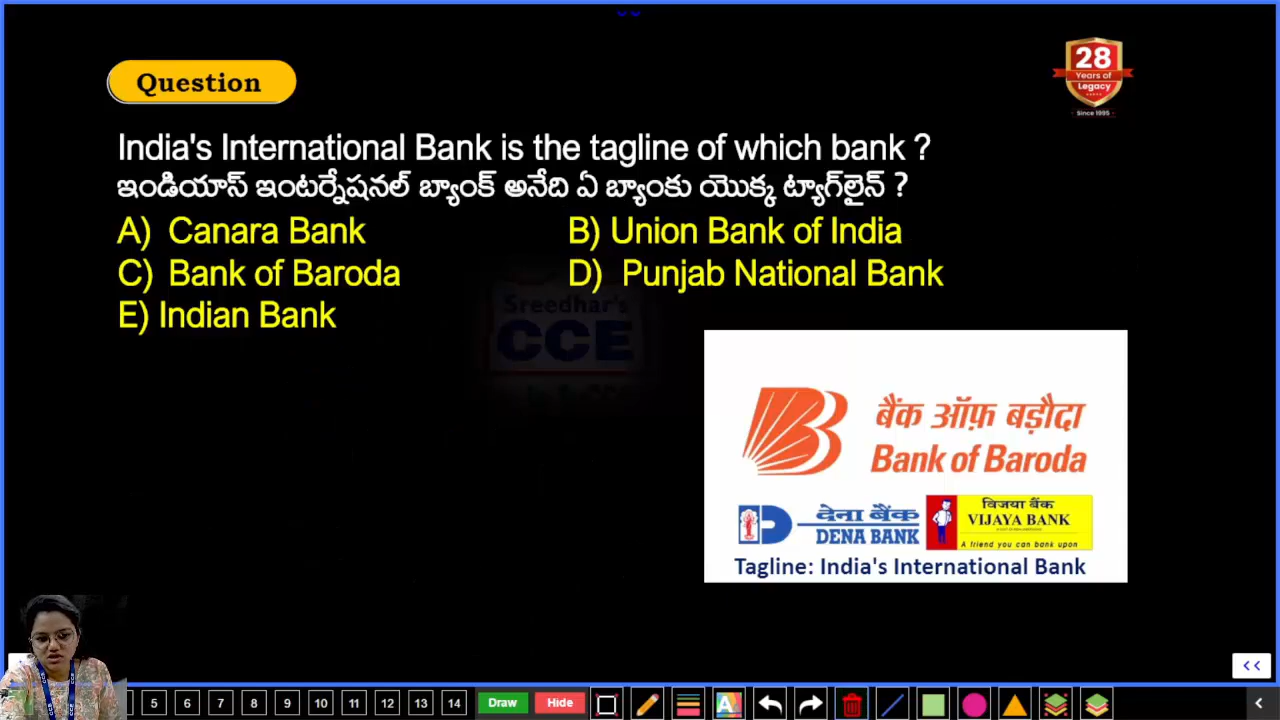 Question
28
Years of
Legacy
Since 1995
India's International Bank is the tagline of which bank ?
ఇండియాస్ ఇంటర్నేషనల్ బ్యాంక్ అనేది ఏ బ్యాంకు యొక్క ట్యాగ్‌లైన్ ?
A) Canara Bank
B) Union Bank of India
C) Bank of Baroda
D) Punjab National Bank
E) Indian Bank
Sreedhar's
CCE
बैंक ऑफ़ बड़ौदा
Bank of Baroda
देना बैंक
DENA BANK
विजया बैंक
VIJAYA BANK
A friend you can bank upon
Tagline: India's International Bank
<<
5 6 7 8 9 10 11 12 13 14 Draw Hide